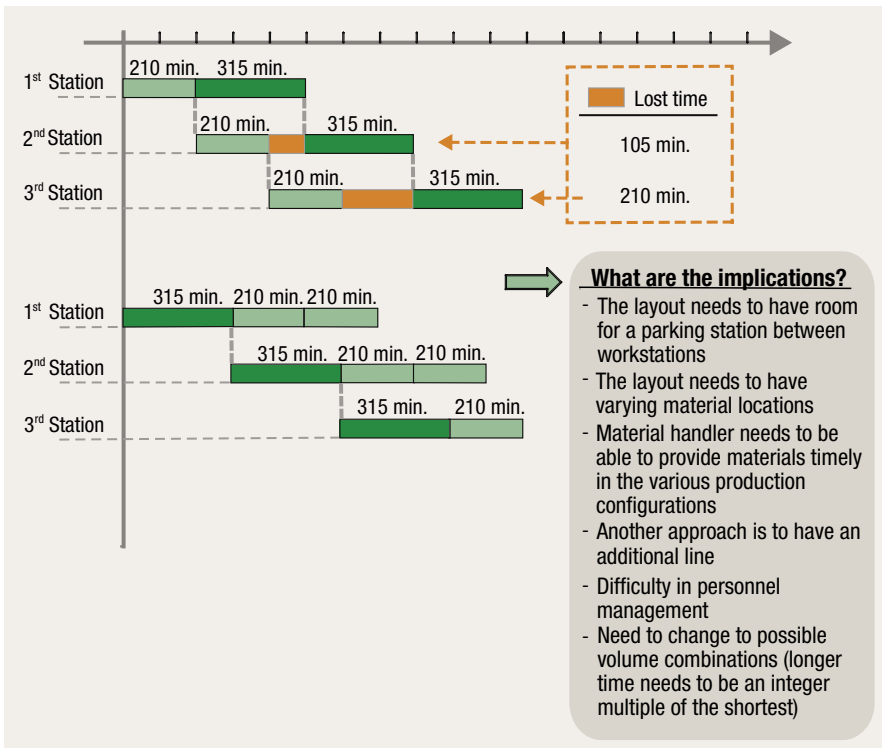 210 min. 315 min.
1st Station
210 min. 315 min.
2nd Station
210 min. 315 min.
3rd Station
Lost time
105 min.
210 min.
315 min. 210 min. 210 min.
1st Station
315 min. 210 min. 210 min.
2nd Station
315 min. 210 min.
3rd Station
What are the implications?
- The layout needs to have room
for a parking station between
workstations
- The layout needs to have
varying material locations
- Material handler needs to be
able to provide materials timely
in the various production
configurations
- Another approach is to have an
additional line
- Difficulty in personnel
management
- Need to change to possible
volume combinations (longer
time needs to be an integer
multiple of the shortest)